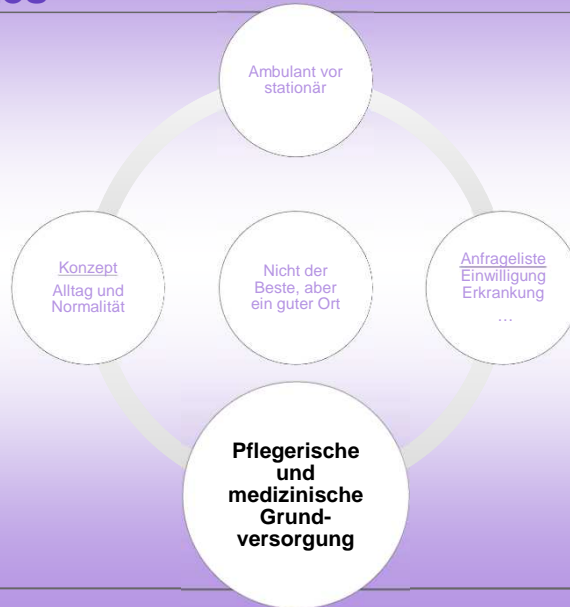 Ambulant vor
stationär
Konzept
Alltag und
Normalität
Nicht der
Beste, aber
ein guter Ort
Anfrageliste
Einwilligung
Erkrankung
…
Pflegerische
und
medizinische
Grund-
versorgung